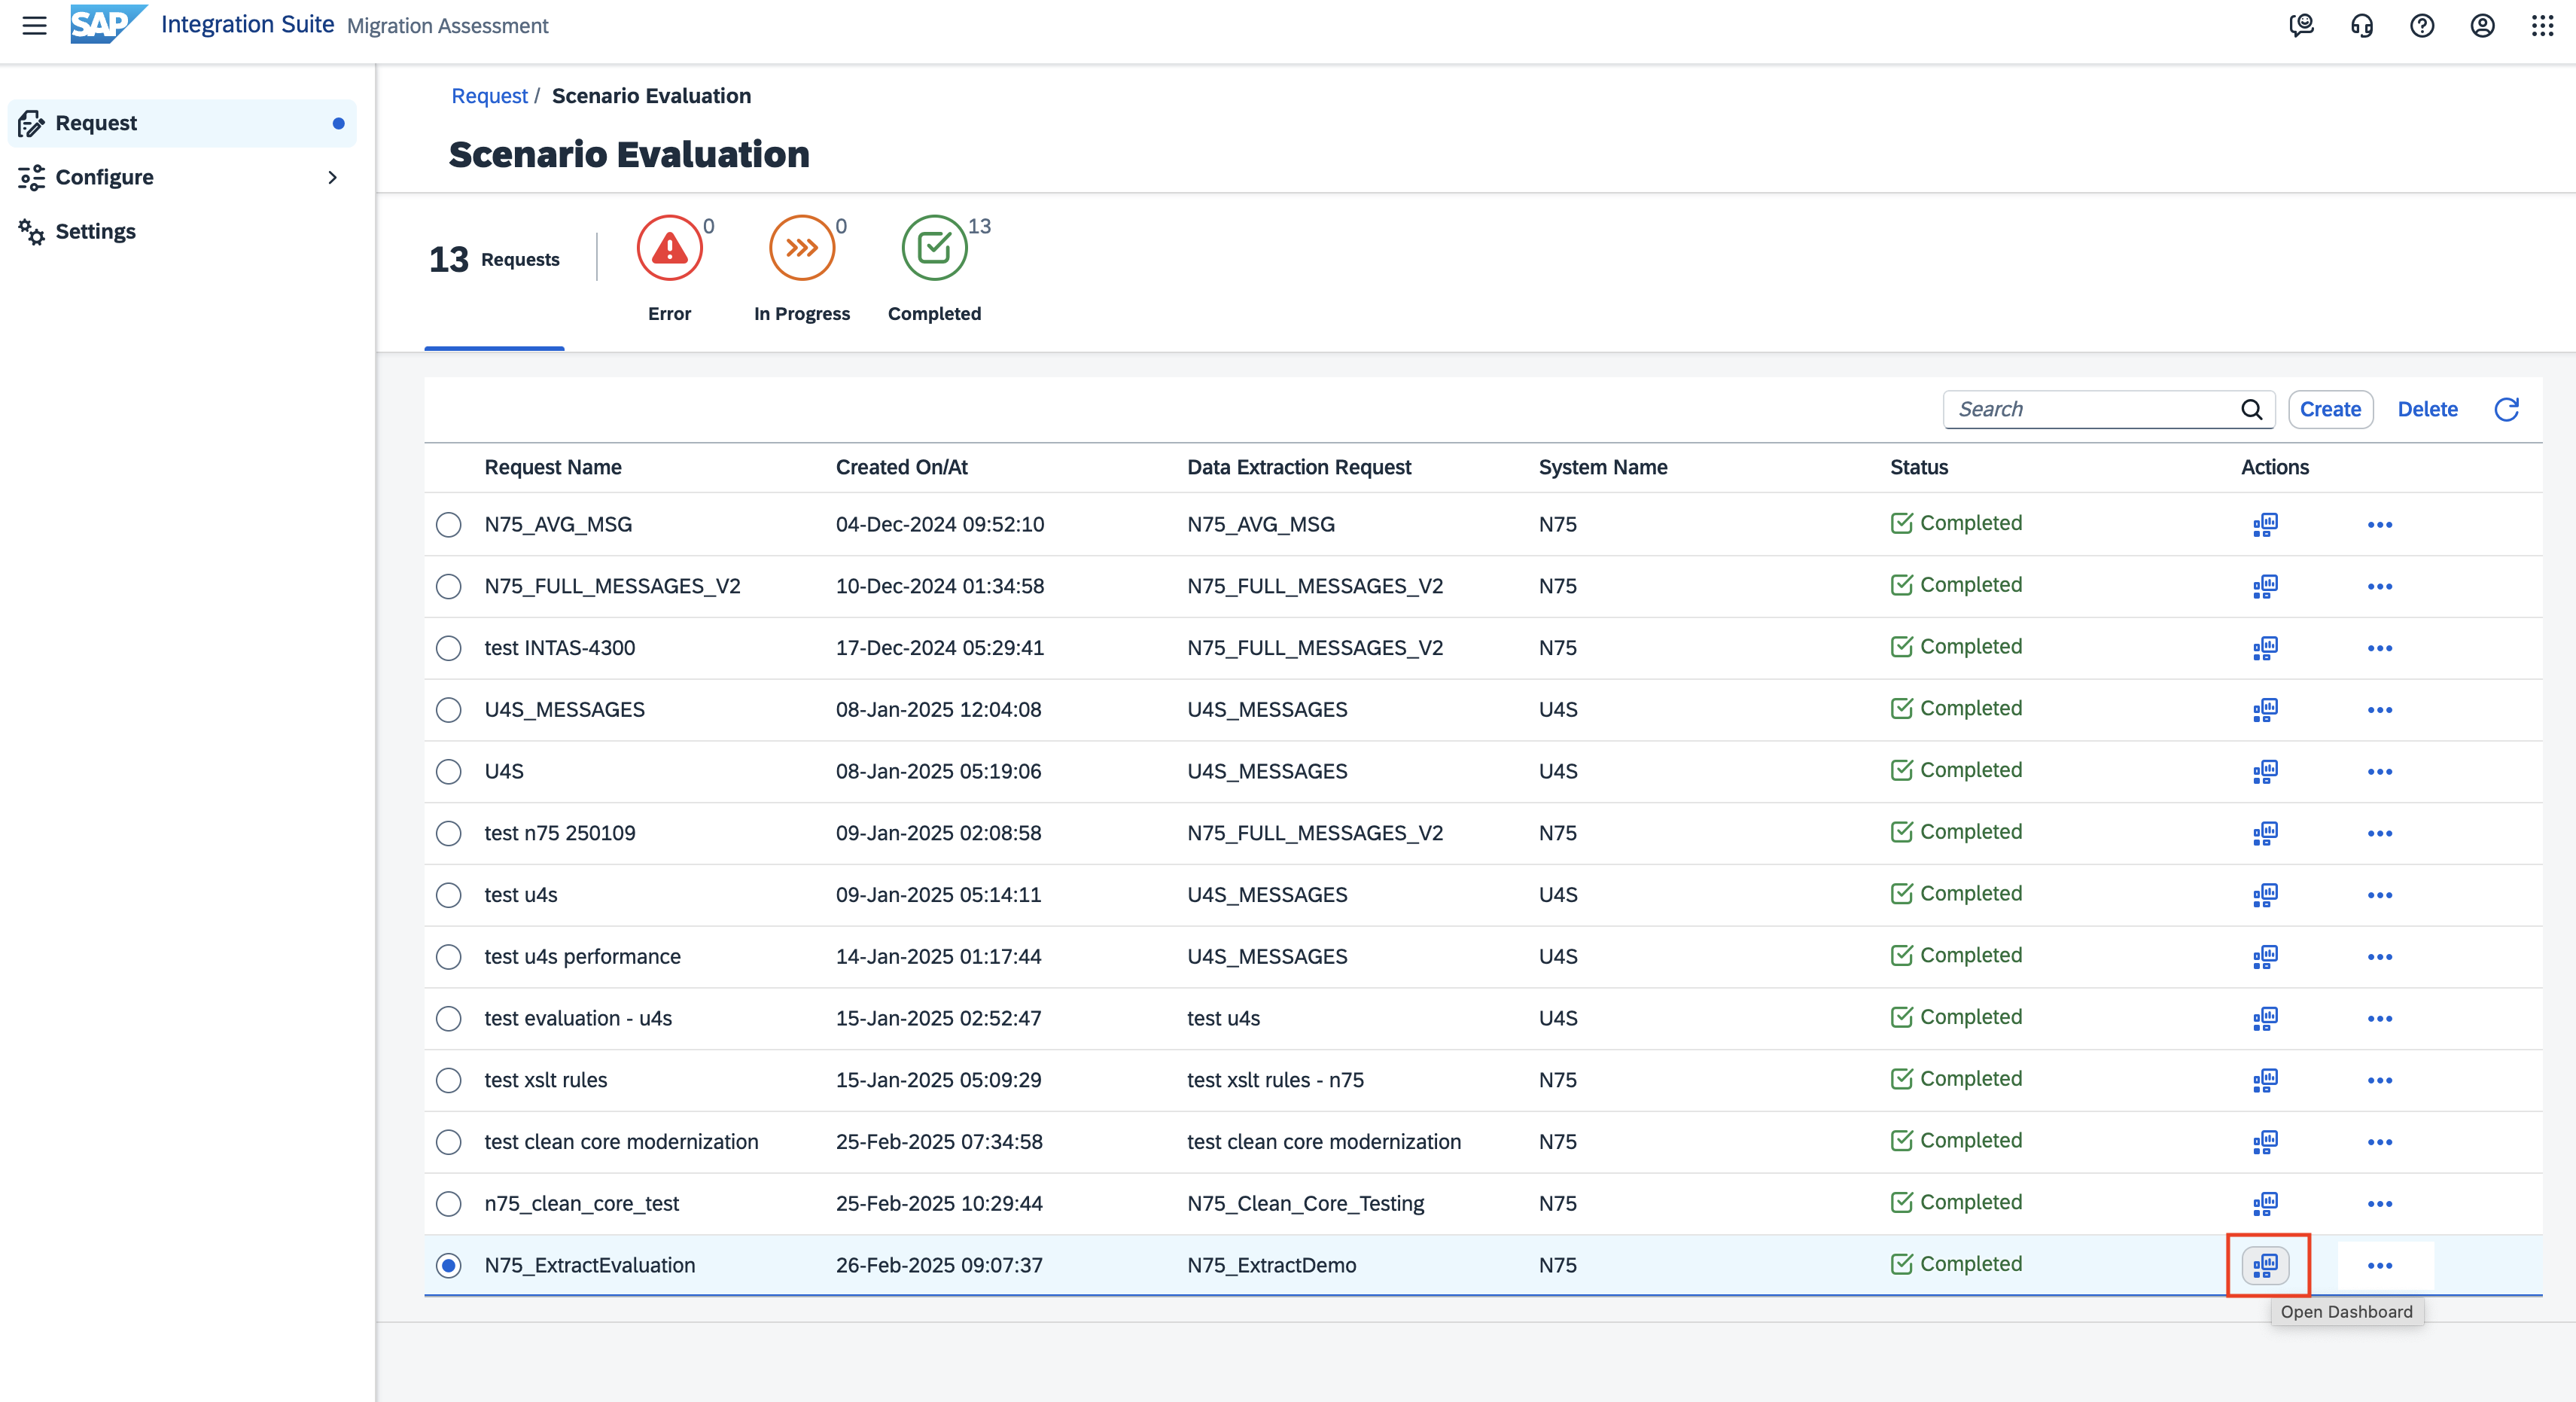 SAP Integration Suite Migration Assessment
Request
Configure
Settings
Request / Scenario Evaluation
Scenario Evaluation
13 Requests
0
Error
0
In Progress
13
Completed
Search Create Delete
Request Name Created On/At Data Extraction Request System Name Status Actions
N75_AVG_MSG 04-Dec-2024 09:52:10 N75_AVG_MSG N75 Completed
N75_FULL_MESSAGES_V2 10-Dec-2024 01:34:58 N75_FULL_MESSAGES_V2 N75 Completed
test INTAS-4300 17-Dec-2024 05:29:41 N75_FULL_MESSAGES_V2 N75 Completed
U4S_MESSAGES 08-Jan-2025 12:04:08 U4S_MESSAGES U4S Completed
U4S 08-Jan-2025 05:19:06 U4S_MESSAGES U4S Completed
test n75 250109 09-Jan-2025 02:08:58 N75_FULL_MESSAGES_V2 N75 Completed
test u4s 09-Jan-2025 05:14:11 U4S_MESSAGES U4S Completed
test u4s performance 14-Jan-2025 01:17:44 U4S_MESSAGES U4S Completed
test evaluation - u4s 15-Jan-2025 02:52:47 test u4s U4S Completed
test xslt rules 15-Jan-2025 05:09:29 test xslt rules - n75 N75 Completed
test clean core modernization 25-Feb-2025 07:34:58 test clean core modernization N75 Completed
n75_clean_core_test 25-Feb-2025 10:29:44 N75_Clean_Core_Testing N75 Completed
N75_ExtractEvaluation 26-Feb-2025 09:07:37 N75_ExtractDemo N75 Completed
Open Dashboard